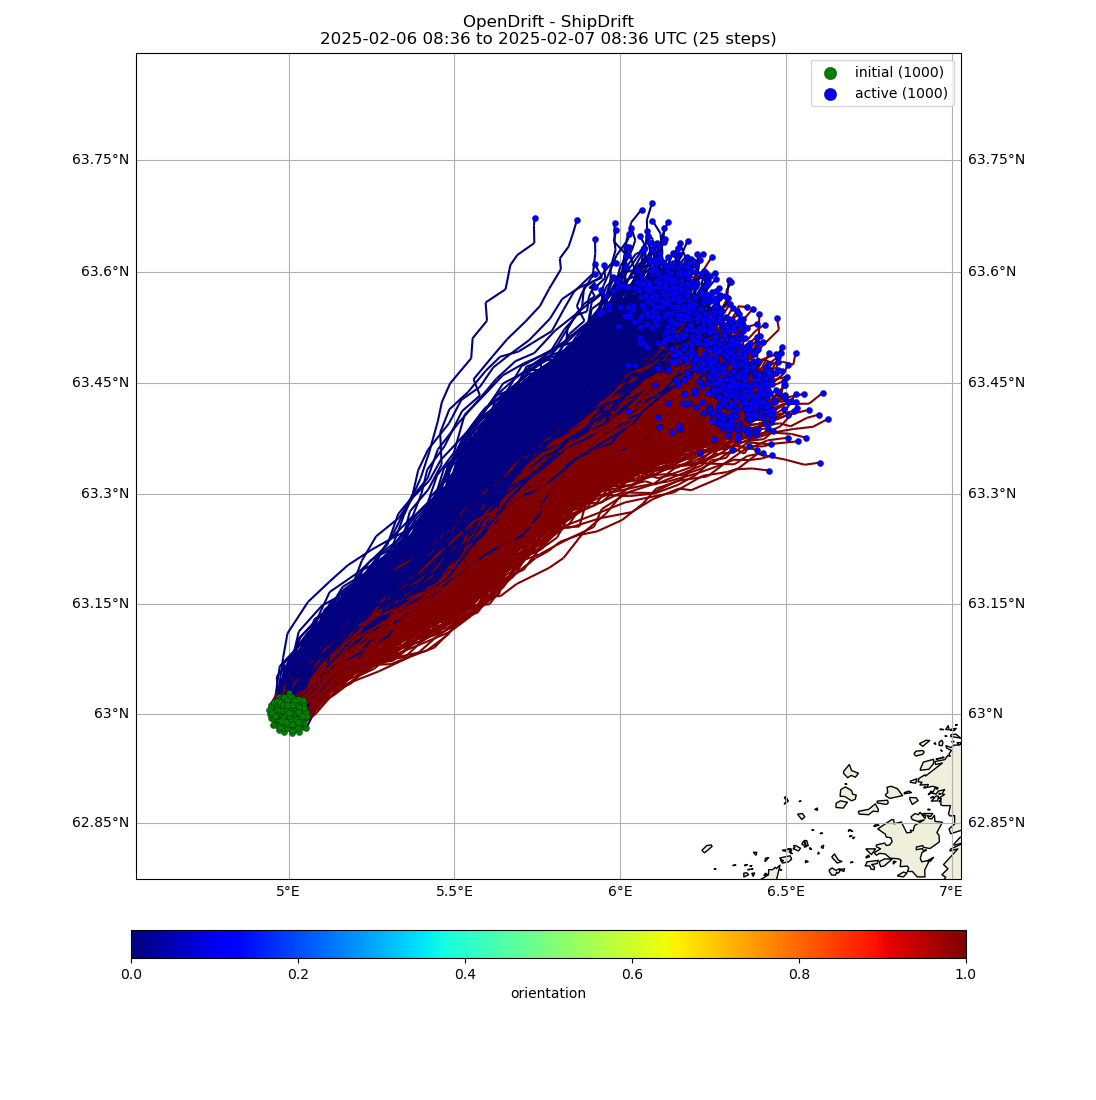 OpenDrift - ShipDrift
2025-02-06 08:36 to 2025-02-07 08:36 UTC (25 steps)
initial (1000)
active (1000)
63.75°N 63.75°N
63.6°N 63.6°N
63.45°N 63.45°N
63.3°N 63.3°N
63.15°N 63.15°N
63°N 63°N
62.85°N 62.85°N
5°E 5.5°E 6°E 6.5°E 7°E
0.0 0.2 0.4 0.6 0.8 1.0
orientation